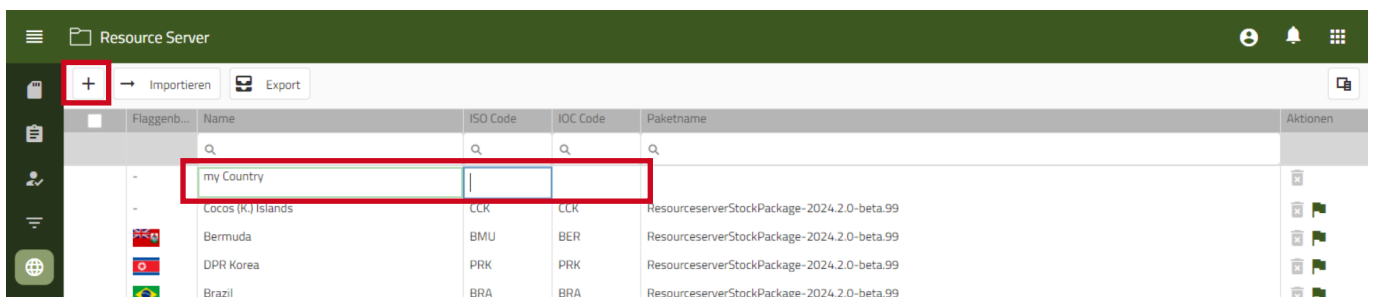 Resource Server
+ → Importieren Export
Flaggenb... Name ISO Code IOC Code Paketname Aktionen
- my Country
- Cocos (K.) Islands CCK CCK ResourceserverStockPackage-2024.2.0-beta.99
Bermuda BMU BER ResourceserverStockPackage-2024.2.0-beta.99
DPR Korea PRK PRK ResourceserverStockPackage-2024.2.0-beta.99
Brazil BRA BRA ResourceserverStockPackage-2024.2.0-beta.99